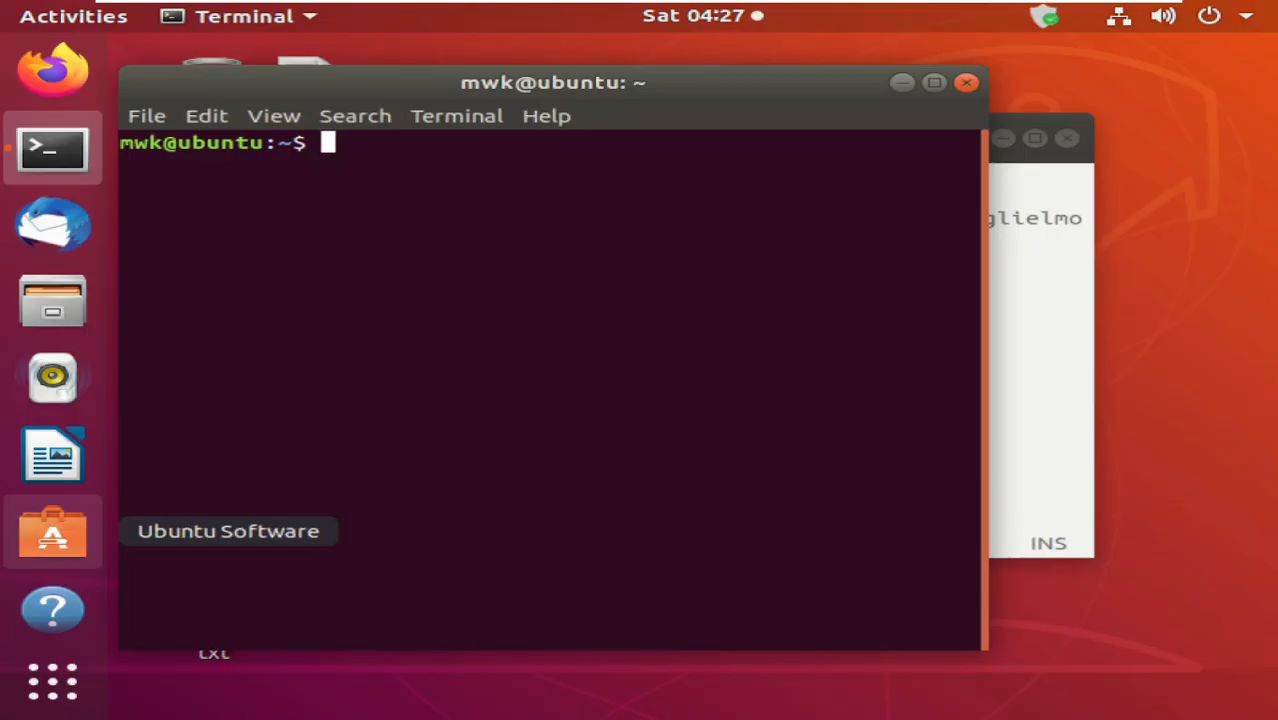 Activities Terminal Sat 04:27
mwk@ubuntu: ~
File Edit View Search Terminal Help
mwk@ubuntu:~$
glielmo
Ubuntu Software
INS
txt